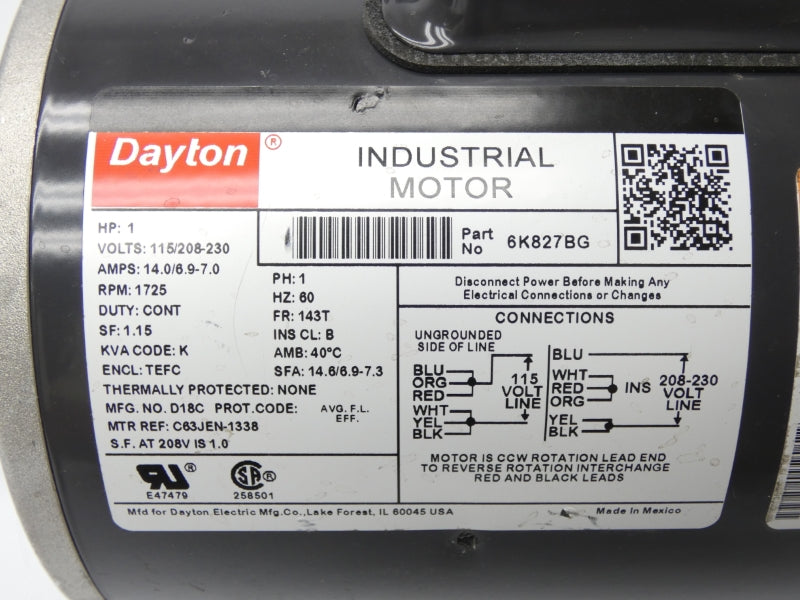 Dayton®
INDUSTRIAL
MOTOR
Part No 6K827BG
HP: 1
VOLTS: 115/208-230
AMPS: 14.0/6.9-7.0
RPM: 1725
DUTY: CONT
SF: 1.15
KVA CODE: K
ENCL: TEFC
THERMALLY PROTECTED: NONE
MFG. NO. D18C PROT.CODE: AVG. F.L. EFF.
MTR REF: C63JEN-1338
S.F. AT 208V IS 1.0
PH: 1
HZ: 60
FR: 143T
INS CL: B
AMB: 40°C
SFA: 14.6/6.9-7.3
Disconnect Power Before Making Any
Electrical Connections or Changes
CONNECTIONS
UNGROUNDED
SIDE OF LINE
BLU
ORG
RED
WHT
YEL
BLK
115
VOLT
LINE
BLU
WHT
RED
ORG
INS
YEL
BLK
208-230
VOLT
LINE
MOTOR IS CCW ROTATION LEAD END
TO REVERSE ROTATION INTERCHANGE
RED AND BLACK LEADS
RU®
E47479
SA®
258501
Mfd for Dayton Electric Mfg.Co., Lake Forest, IL 60045 USA
Made in Mexico